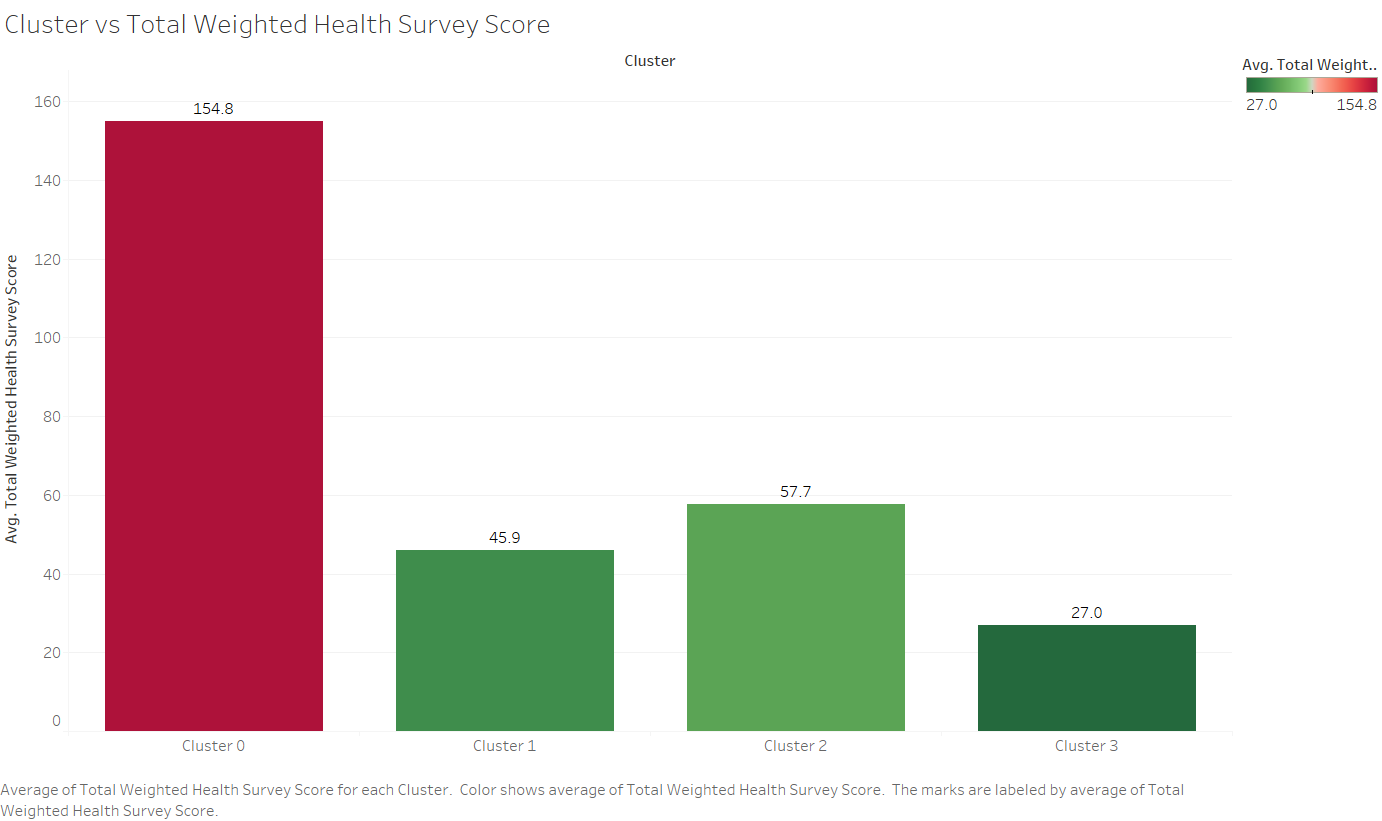 Cluster vs Total Weighted Health Survey Score
Cluster
Avg. Total Weight..
27.0 154.8
Avg. Total Weighted Health Survey Score
160
140
120
100
80
60
40
20
0
154.8
45.9
57.7
27.0
Cluster 0
Cluster 1
Cluster 2
Cluster 3
Average of Total Weighted Health Survey Score for each Cluster.  Color shows average of Total Weighted Health Survey Score.  The marks are labeled by average of Total
Weighted Health Survey Score.